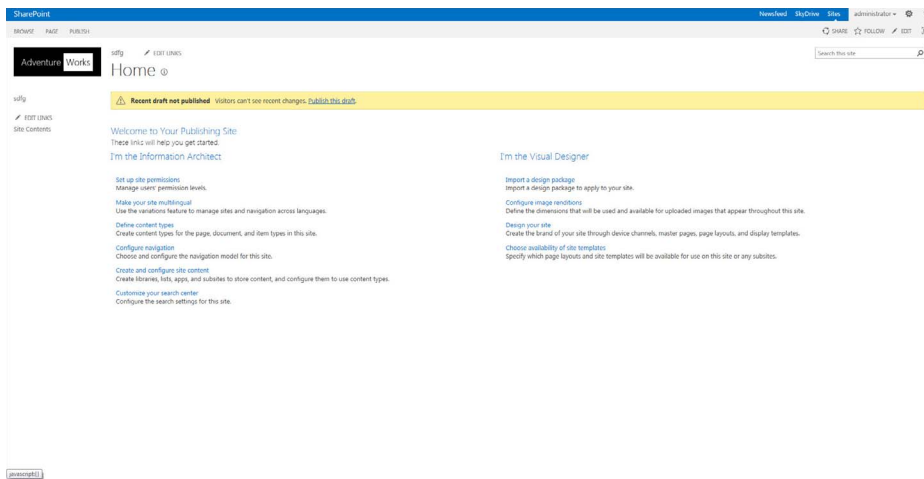 SharePoint
Newsfeed SkyDrive Sites administrator
BROWSE PAGE PUBLISH
SHARE FOLLOW EDIT
Adventure Works
sdfg EDIT LINKS
Search this site
Home
sdfg
Recent draft not published Visitors can't see recent changes. Publish this draft.
EDIT LINKS
Site Contents
Welcome to Your Publishing Site
These links will help you get started.
I'm the Information Architect
Set up site permissions
Manage users' permission levels.
Make your site multilingual
Use the variations feature to manage sites and navigation across languages.
Define content types
Create content types for the page, document, and item types in this site.
Configure navigation
Choose and configure the navigation model for this site.
Create and configure site content
Create libraries, lists, apps, and subsites to store content, and configure them to use content types.
Customize your search center
Configure the search settings for this site.
I'm the Visual Designer
Import a design package
Import a design package to apply to your site.
Configure image renditions
Define the dimensions that will be used and available for uploaded images that appear throughout this site.
Design your site
Create the brand of your site through device channels, master pages, page layouts, and display templates.
Choose availability of site templates
Specify which page layouts and site templates will be available for use on this site or any subsites.
javascript:{}